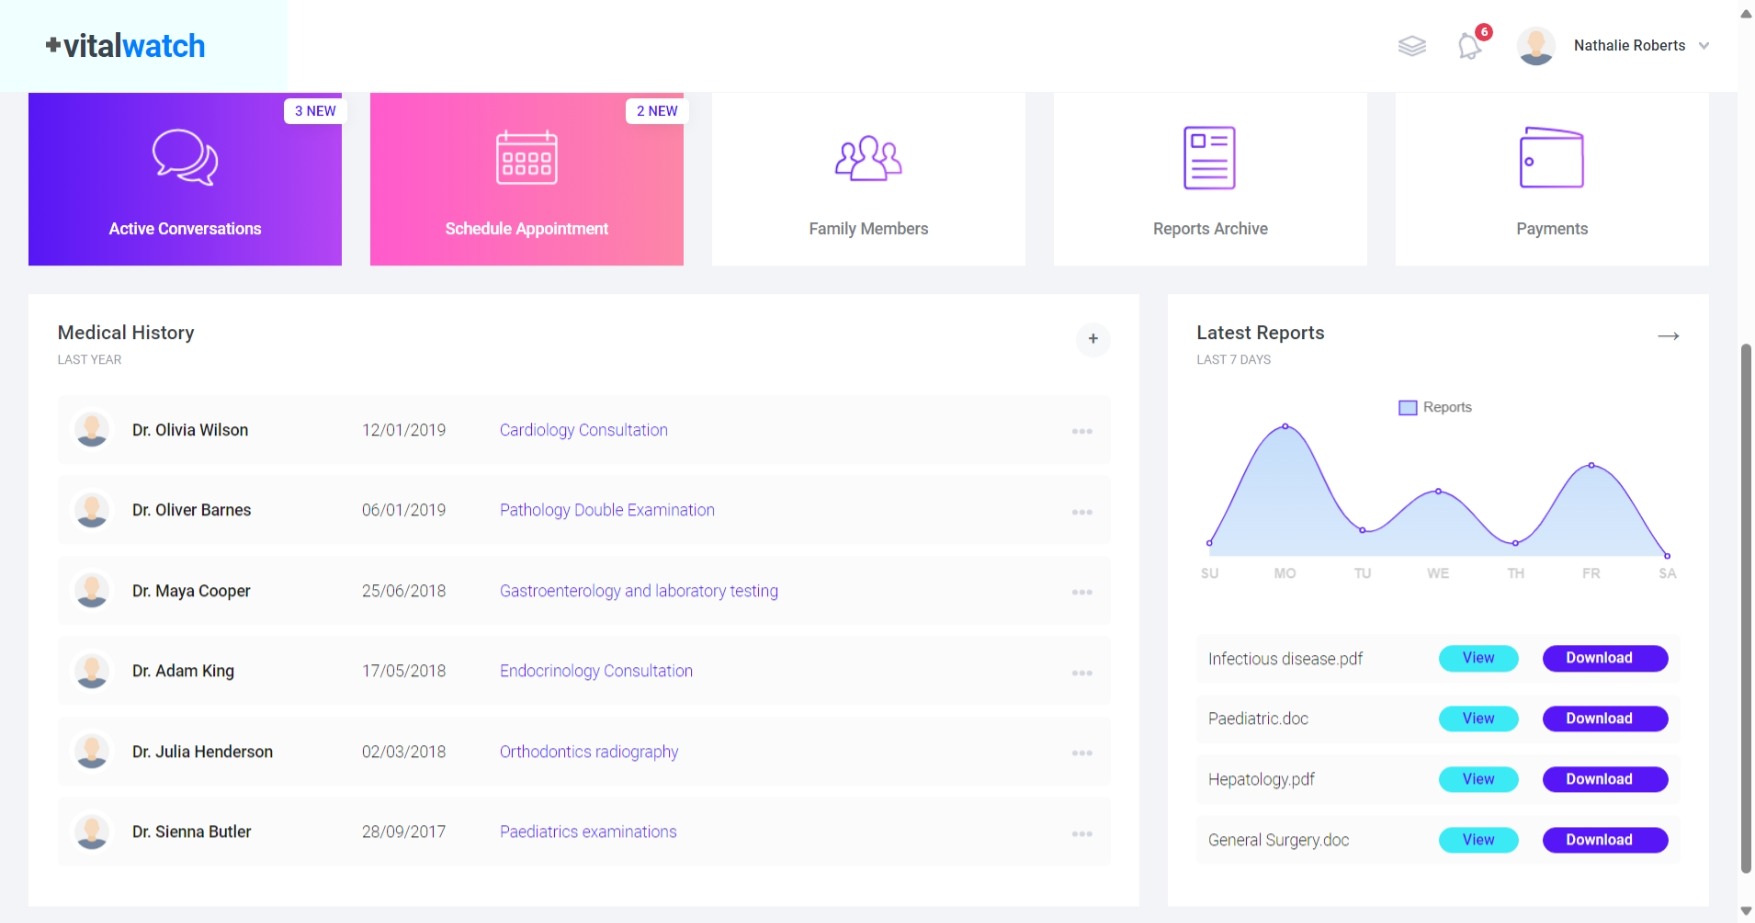 +vitalwatch
6
Nathalie Roberts
3 NEW
Active Conversations
2 NEW
Schedule Appointment
Family Members
Reports Archive
Payments
Medical History
LAST YEAR
+
Dr. Olivia Wilson 12/01/2019 Cardiology Consultation
Dr. Oliver Barnes 06/01/2019 Pathology Double Examination
Dr. Maya Cooper 25/06/2018 Gastroenterology and laboratory testing
Dr. Adam King 17/05/2018 Endocrinology Consultation
Dr. Julia Henderson 02/03/2018 Orthodontics radiography
Dr. Sienna Butler 28/09/2017 Paediatrics examinations
Latest Reports
LAST 7 DAYS
Reports
SU MO TU WE TH FR SA
Infectious disease.pdf View Download
Paediatric.doc View Download
Hepatology.pdf View Download
General Surgery.doc View Download